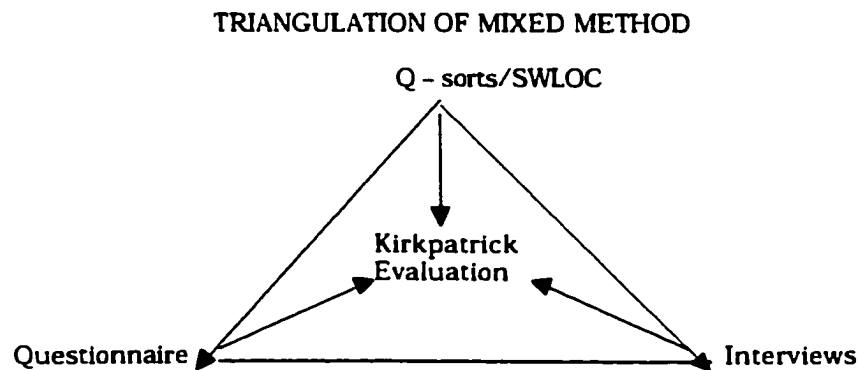 TRIANGULATION OF MIXED METHOD
Q - sorts/SWLOC
Kirkpatrick
Evaluation
Questionnaire
Interviews